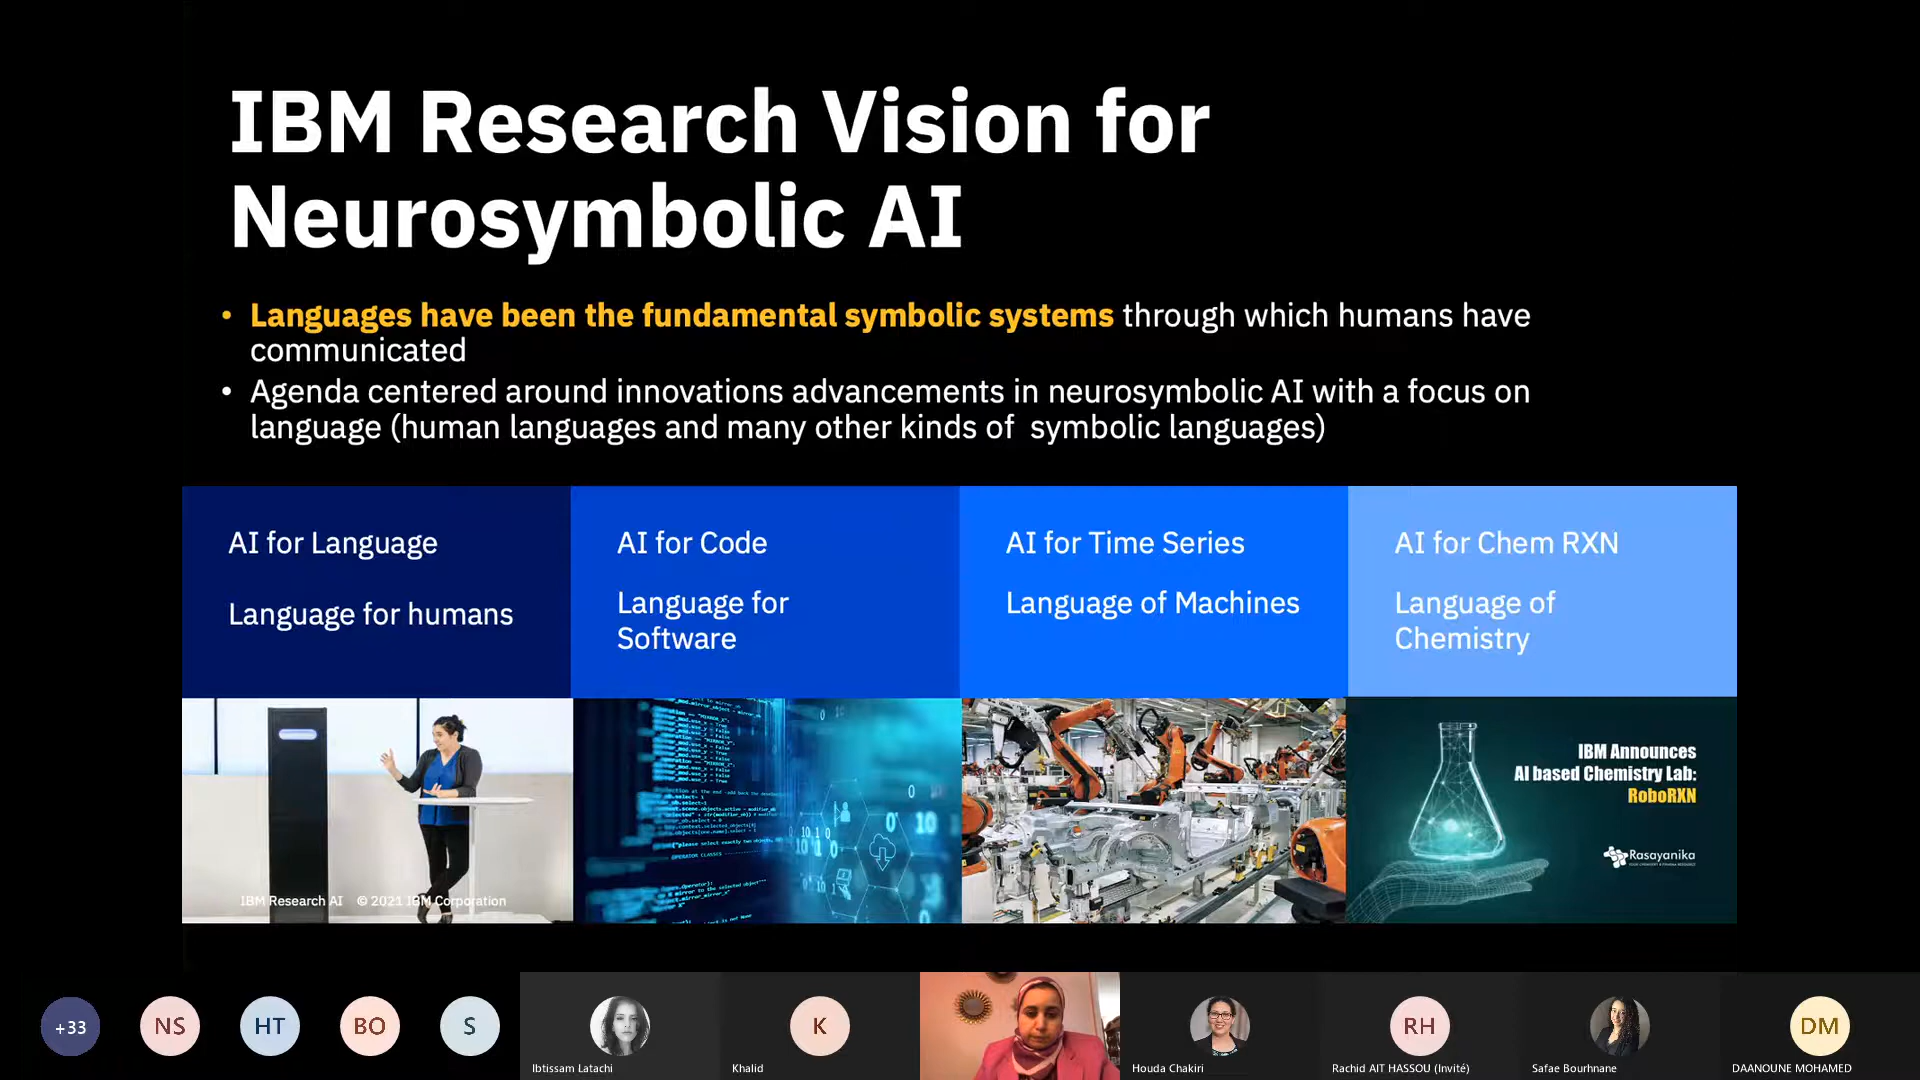 IBM Research Vision for
Neurosymbolic AI
• Languages have been the fundamental symbolic systems through which humans have
communicated
• Agenda centered around innovations advancements in neurosymbolic AI with a focus on
language (human languages and many other kinds of symbolic languages)
AI for Language
Language for humans
AI for Code
Language for
Software
AI for Time Series
Language of Machines
AI for Chem RXN
Language of
Chemistry
IBM Research AI © 2021 IBM Corporation
IBM Announces
AI based Chemistry Lab:
RoboRXN
Rasayanika
+33
NS
HT
BO
S
Ibtissam Latachi
K
Khalid
Houda Chakiri
RH
Rachid AIT HASSOU (Invité)
Safae Bourhnane
DM
DAANOUNE MOHAMED